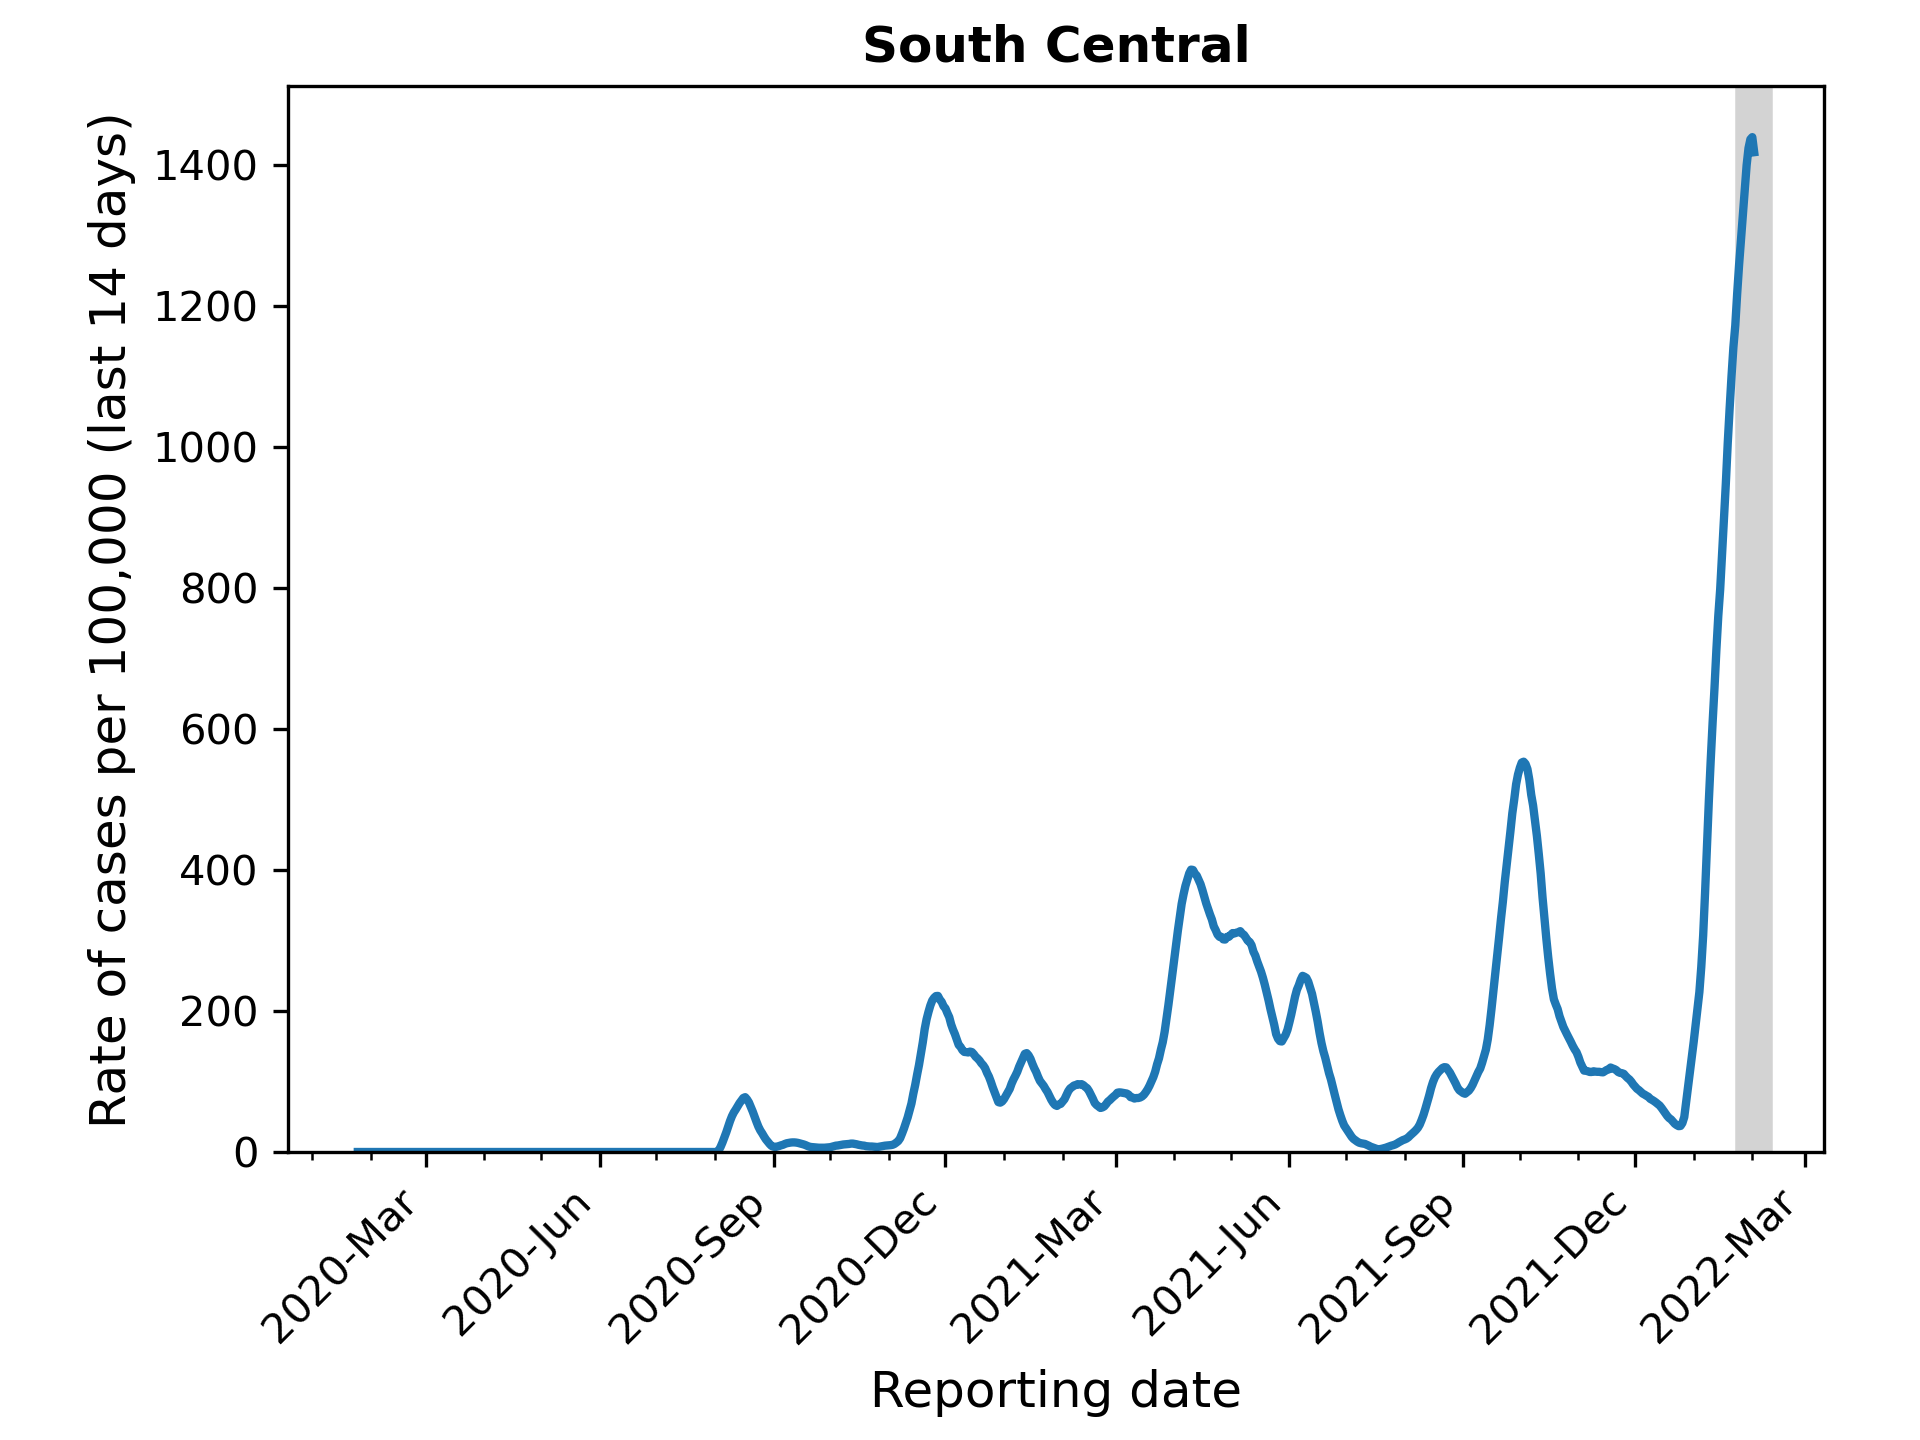 South Central
Rate of cases per 100,000 (last 14 days)
1400
1200
1000
800
600
400
200
0
2020-Mar
2020-Jun
2020-Sep
2020-Dec
2021-Mar
2021-Jun
2021-Sep
2021-Dec
2022-Mar
Reporting date